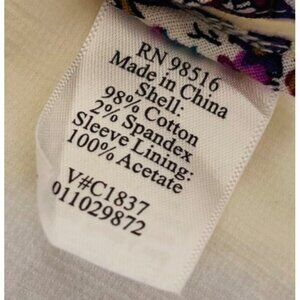 RN 98516
Made in China
Shell:
98% Cotton
2% Spandex
Sleeve Lining:
100% Acetate
V#C1837
011029872